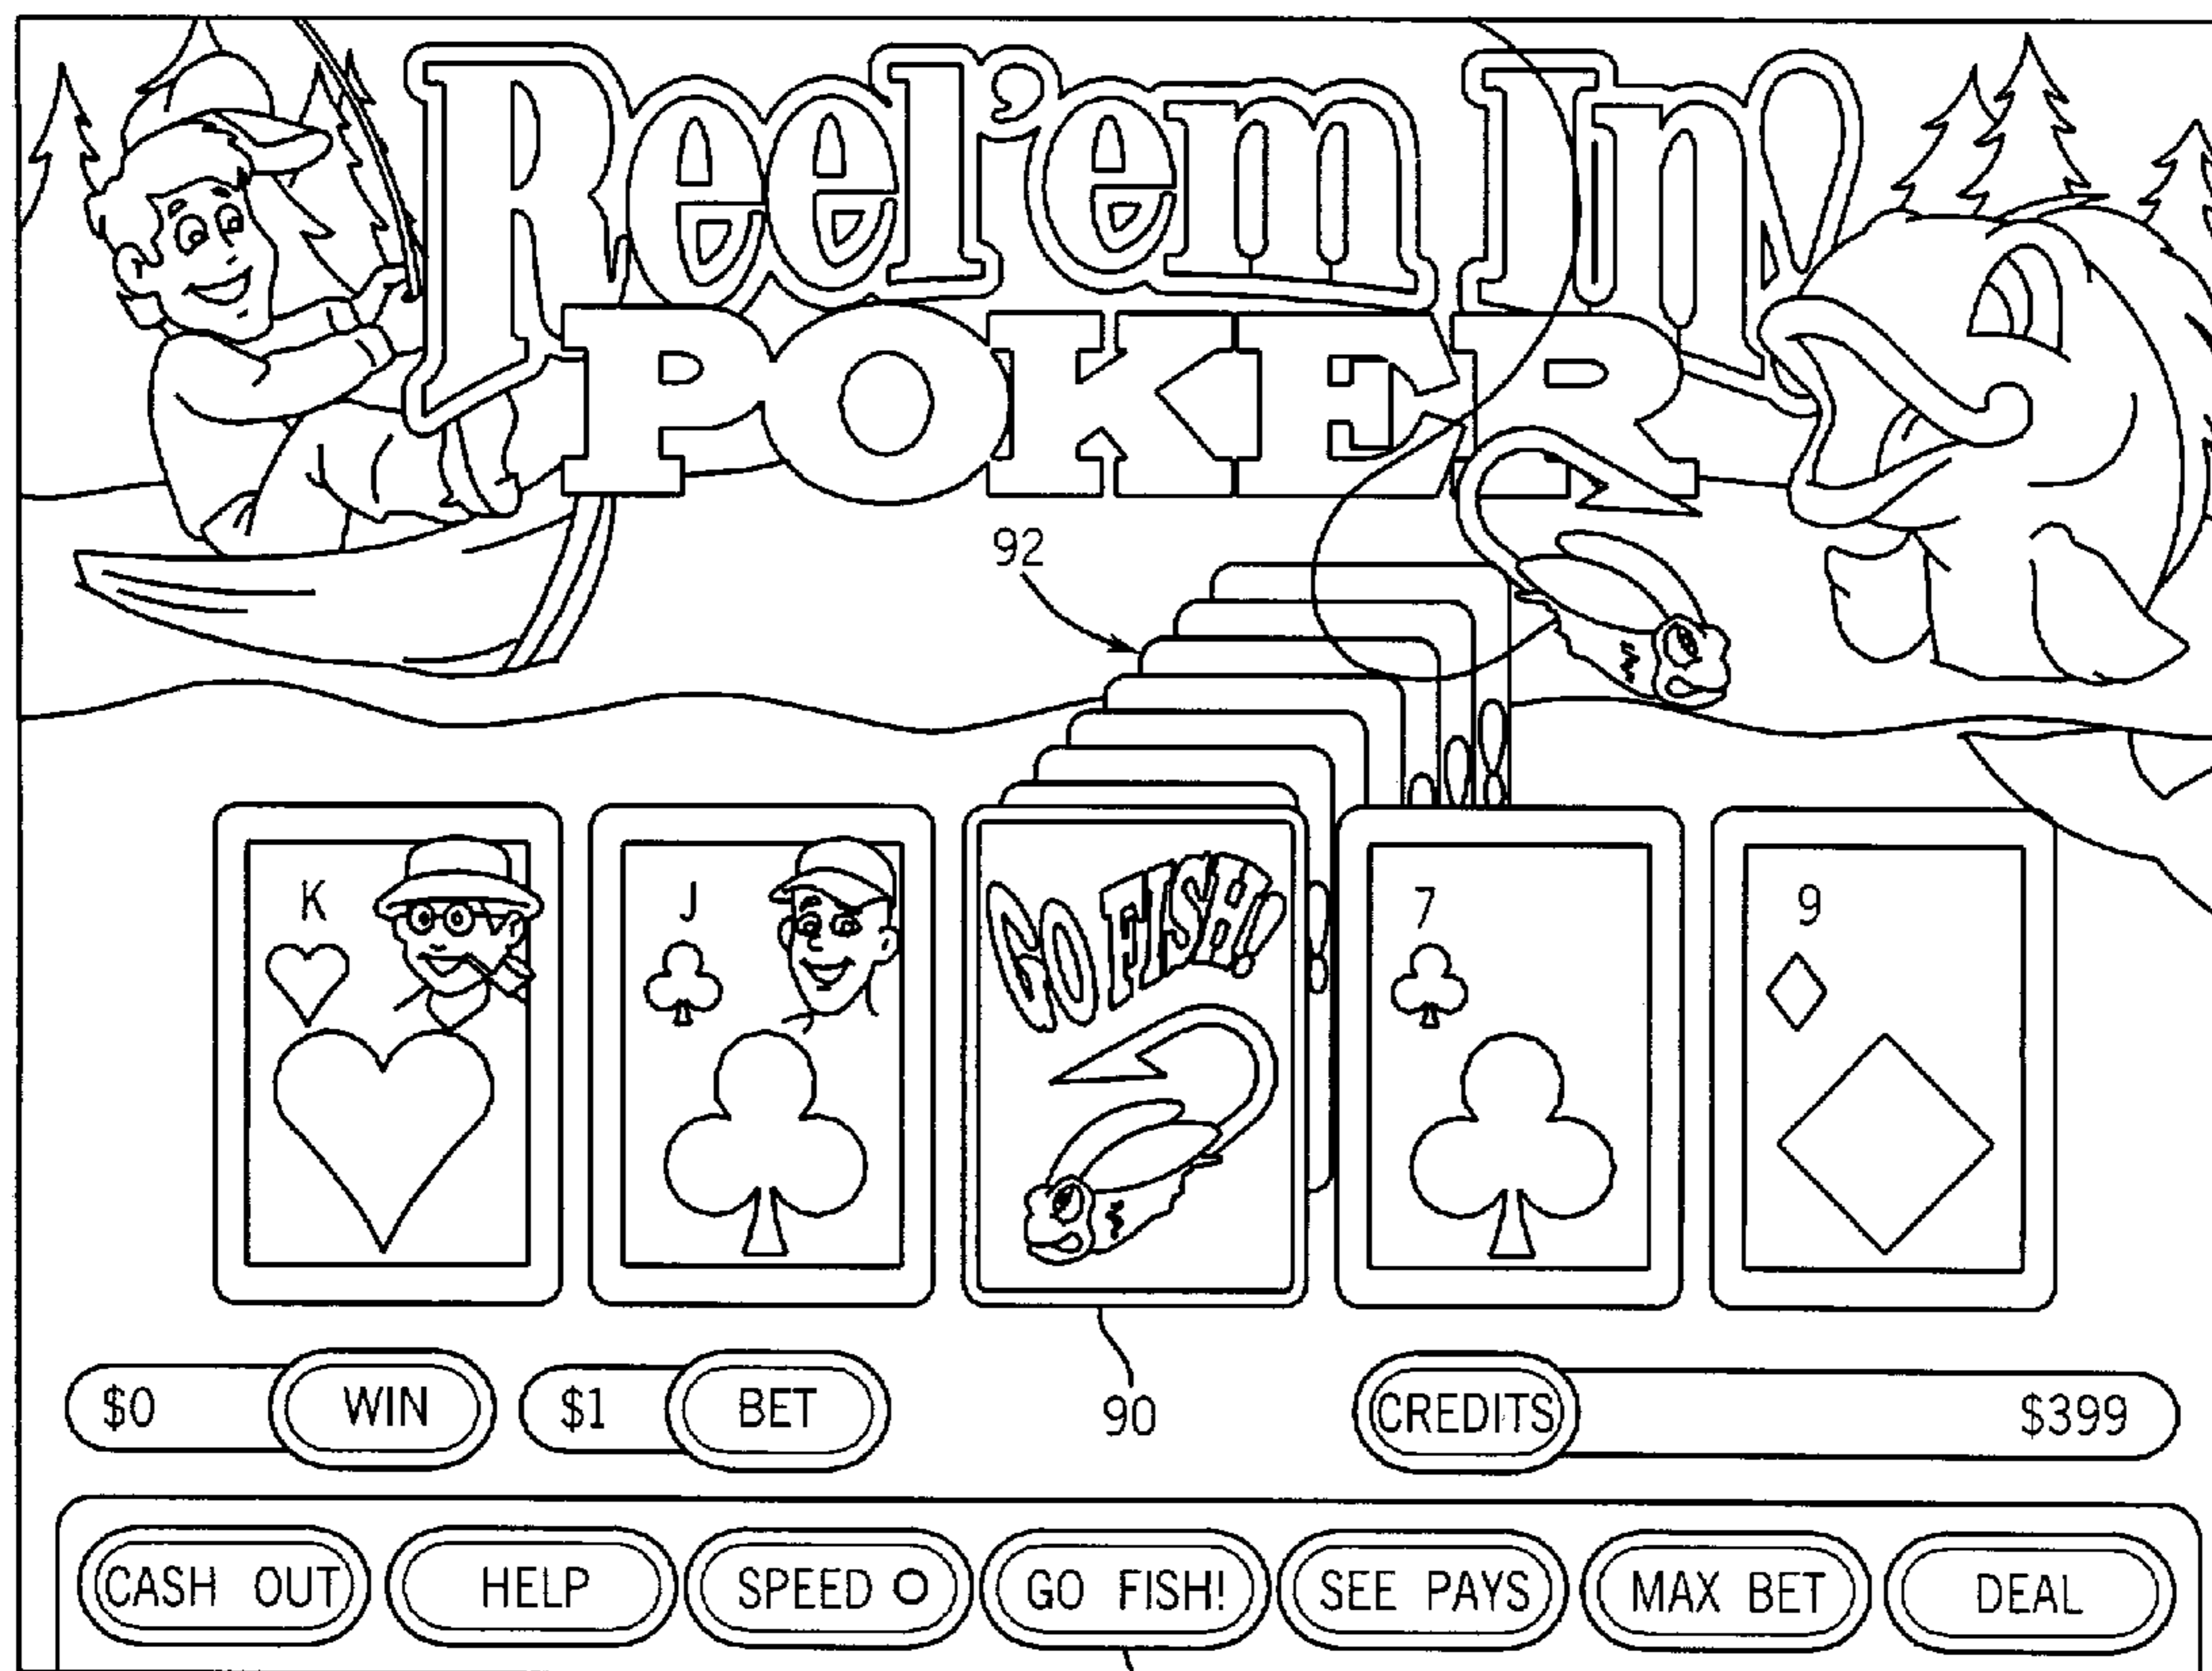 Reel'em In!
POKER
92
K J GO FISH! 7 9
$0 WIN $1 BET 90 CREDITS $399
CASH OUT HELP SPEED O GO FISH! SEE PAYS MAX BET DEAL